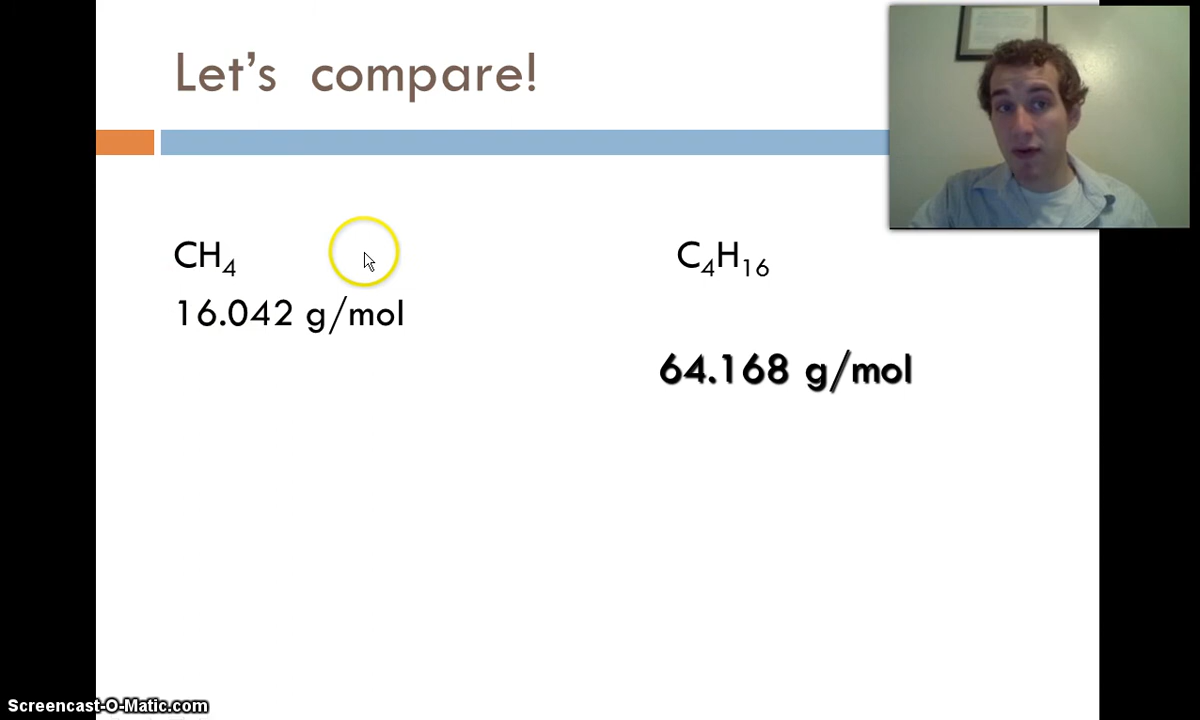 Let's compare!
CH₄
C₄H₁₆
16.042 g/mol
64.168 g/mol
Screencast-O-Matic.com